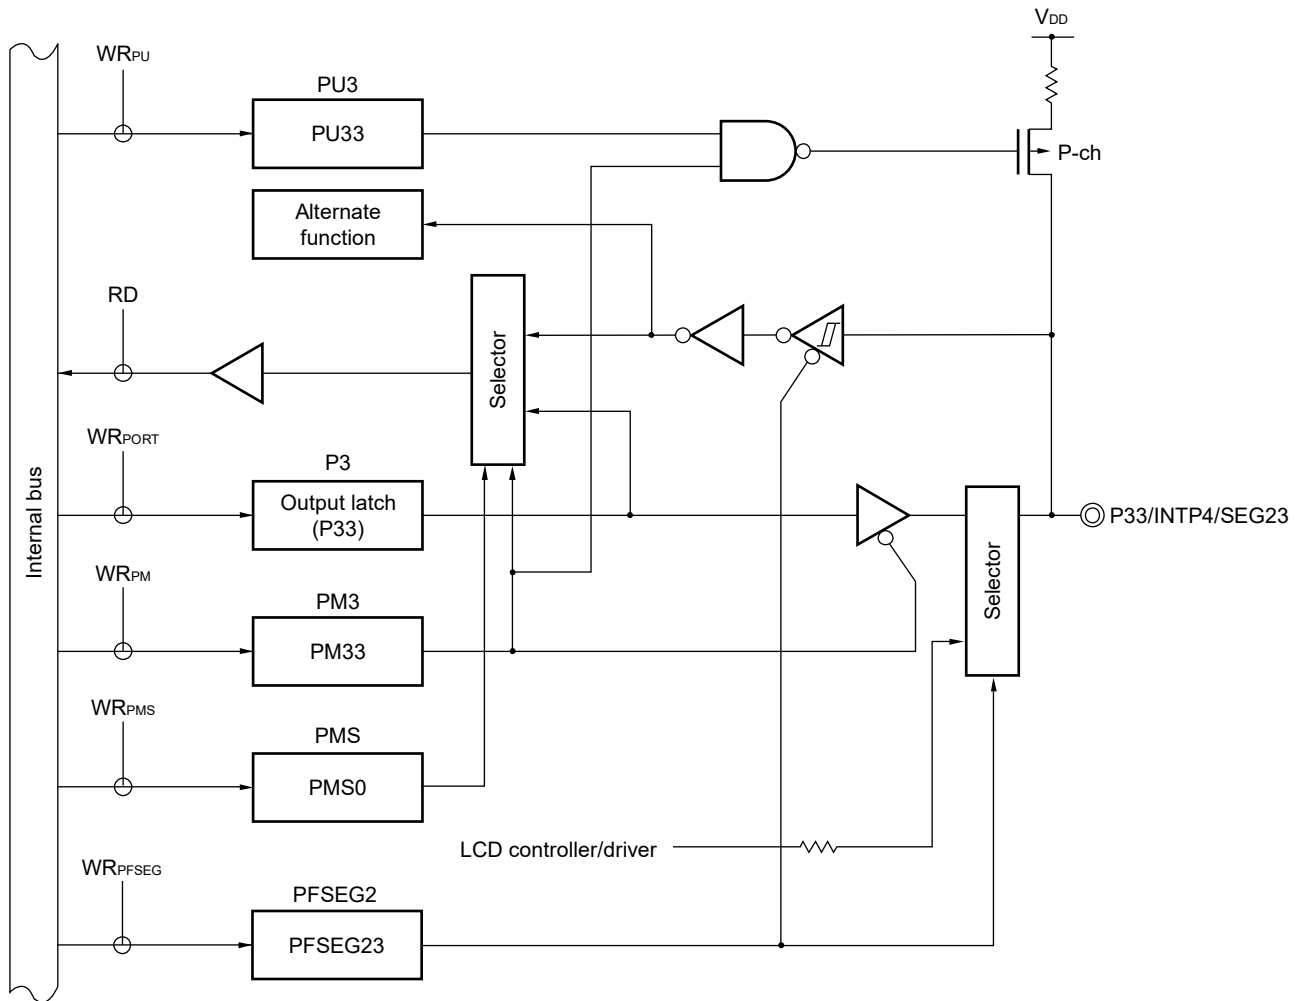 VDD
WRPU
PU3
PU33
P-ch
Alternate
function
RD
Selector
WRPORT
P3
Output latch
(P33)
Internal bus
P33/INTP4/SEG23
Selector
WRPM
PM3
PM33
WRPMS
PMS
PMS0
LCD controller/driver
WRPFSEG
PFSEG2
PFSEG23